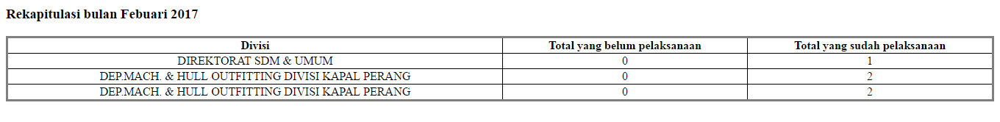 Rekapitulasi bulan Febuari 2017
Divisi Total yang belum pelaksanaan Total yang sudah pelaksanaan
DIREKTORAT SDM & UMUM 0 1
DEP.MACH. & HULL OUTFITTING DIVISI KAPAL PERANG 0 2
DEP.MACH. & HULL OUTFITTING DIVISI KAPAL PERANG 0 2